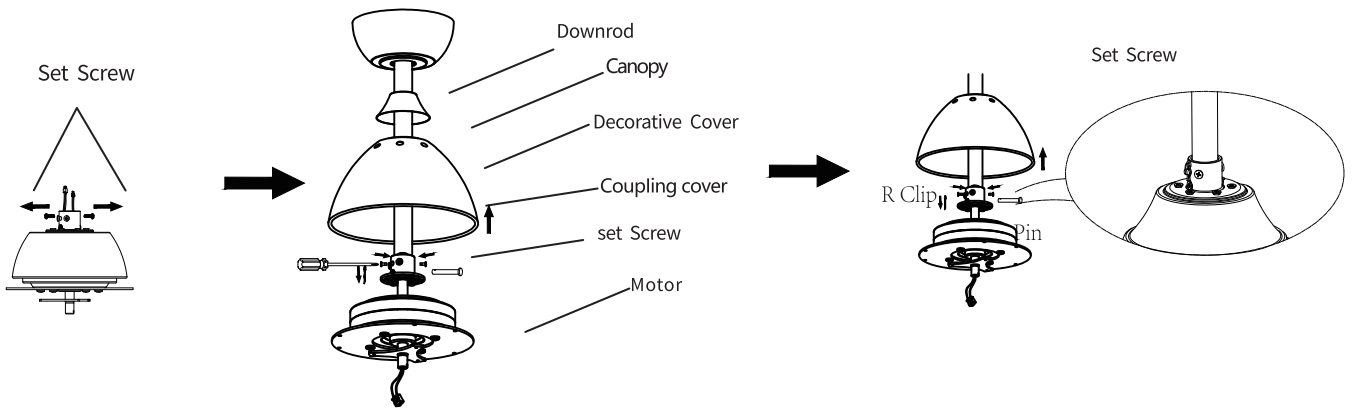 Set Screw
Downrod
Canopy
Decorative Cover
Coupling cover
set Screw
Motor
Set Screw
R Clip
Pin